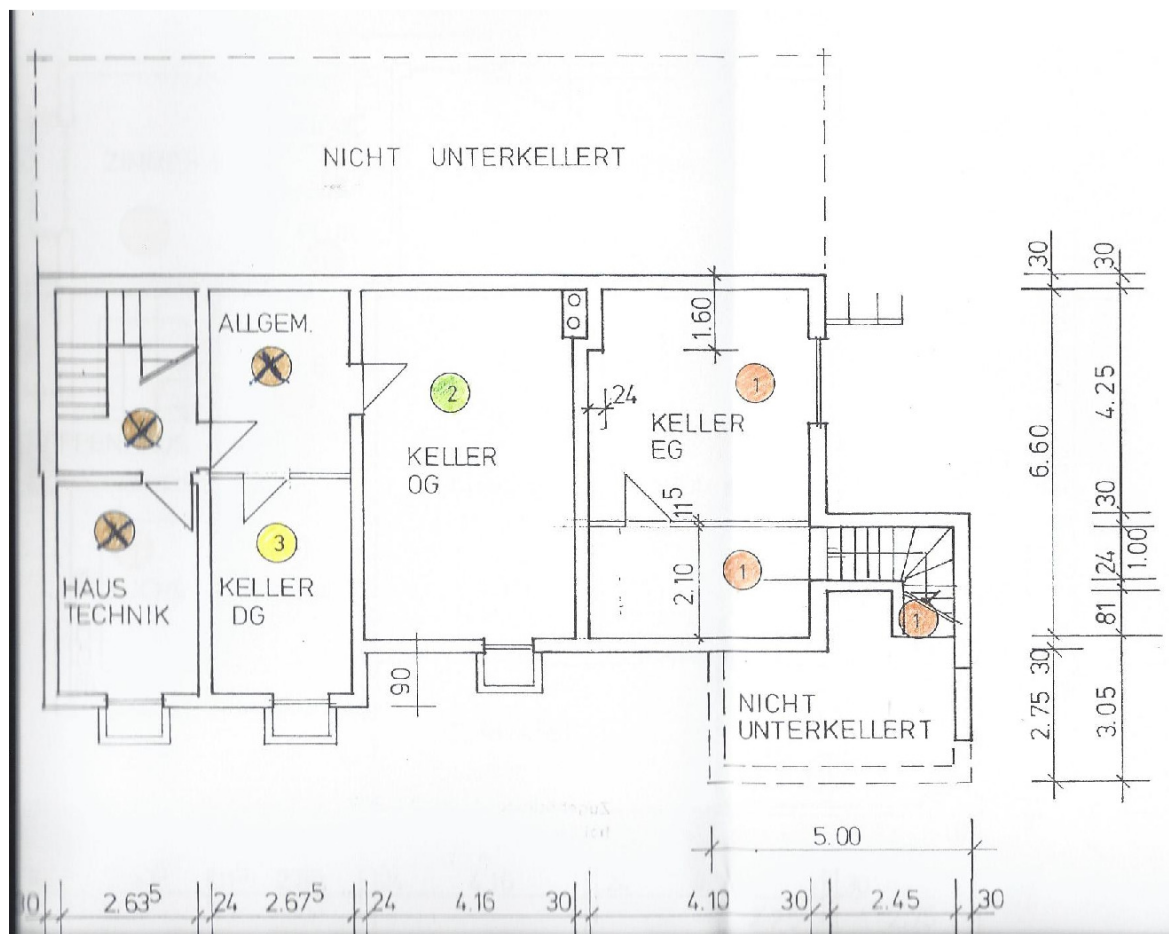 NICHT UNTERKELLERT
30
30
ALLGEM.
1.60
1
2
24
KELLER
EG
4.25
6.60
KELLER
OG
11⁵
30
3
1
2.10
24
1.00
HAUS
TECHNIK
KELLER
DG
1
81
90
30
NICHT
UNTERKELLERT
2.75
3.05
5.00
30
2.63⁵
24
2.67⁵
24
4.16
30
4.10
30
2.45
30